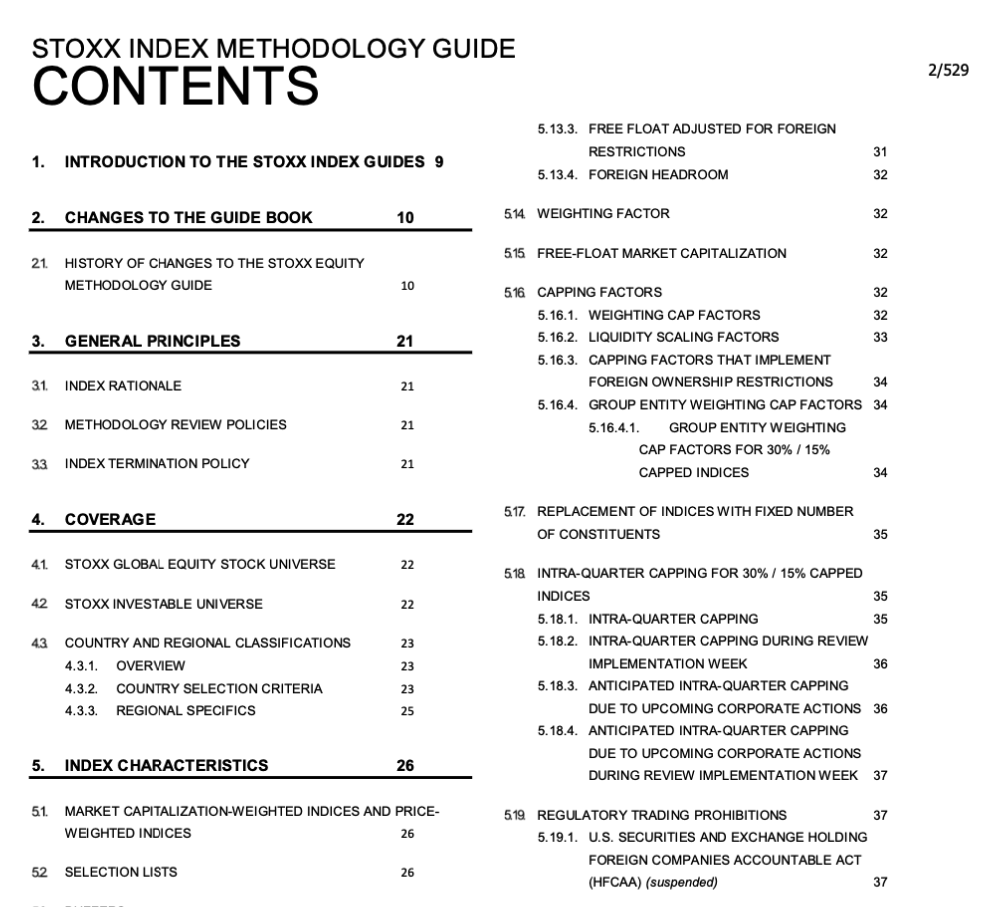 STOXX INDEX METHODOLOGY GUIDE
CONTENTS
2/529
1. INTRODUCTION TO THE STOXX INDEX GUIDES 9
2. CHANGES TO THE GUIDE BOOK 10
2.1. HISTORY OF CHANGES TO THE STOXX EQUITY
METHODOLOGY GUIDE 10
3. GENERAL PRINCIPLES 21
3.1. INDEX RATIONALE 21
3.2. METHODOLOGY REVIEW POLICIES 21
3.3. INDEX TERMINATION POLICY 21
4. COVERAGE 22
4.1. STOXX GLOBAL EQUITY STOCK UNIVERSE 22
4.2. STOXX INVESTABLE UNIVERSE 22
4.3. COUNTRY AND REGIONAL CLASSIFICATIONS 23
4.3.1. OVERVIEW 23
4.3.2. COUNTRY SELECTION CRITERIA 23
4.3.3. REGIONAL SPECIFICS 25
5. INDEX CHARACTERISTICS 26
5.1. MARKET CAPITALIZATION-WEIGHTED INDICES AND PRICE-
WEIGHTED INDICES 26
5.2. SELECTION LISTS 26
5.13.3. FREE FLOAT ADJUSTED FOR FOREIGN
RESTRICTIONS 31
5.13.4. FOREIGN HEADROOM 32
5.14. WEIGHTING FACTOR 32
5.15. FREE-FLOAT MARKET CAPITALIZATION 32
5.16. CAPPING FACTORS 32
5.16.1. WEIGHTING CAP FACTORS 32
5.16.2. LIQUIDITY SCALING FACTORS 33
5.16.3. CAPPING FACTORS THAT IMPLEMENT
FOREIGN OWNERSHIP RESTRICTIONS 34
5.16.4. GROUP ENTITY WEIGHTING CAP FACTORS 34
5.16.4.1. GROUP ENTITY WEIGHTING
CAP FACTORS FOR 30% / 15%
CAPPED INDICES 34
5.17. REPLACEMENT OF INDICES WITH FIXED NUMBER
OF CONSTITUENTS 35
5.18. INTRA-QUARTER CAPPING FOR 30% / 15% CAPPED
INDICES 35
5.18.1. INTRA-QUARTER CAPPING 35
5.18.2. INTRA-QUARTER CAPPING DURING REVIEW
IMPLEMENTATION WEEK 36
5.18.3. ANTICIPATED INTRA-QUARTER CAPPING
DUE TO UPCOMING CORPORATE ACTIONS 36
5.18.4. ANTICIPATED INTRA-QUARTER CAPPING
DUE TO UPCOMING CORPORATE ACTIONS
DURING REVIEW IMPLEMENTATION WEEK 37
5.19. REGULATORY TRADING PROHIBITIONS 37
5.19.1. U.S. SECURITIES AND EXCHANGE HOLDING
FOREIGN COMPANIES ACCOUNTABLE ACT
(HFCAA) (suspended) 37